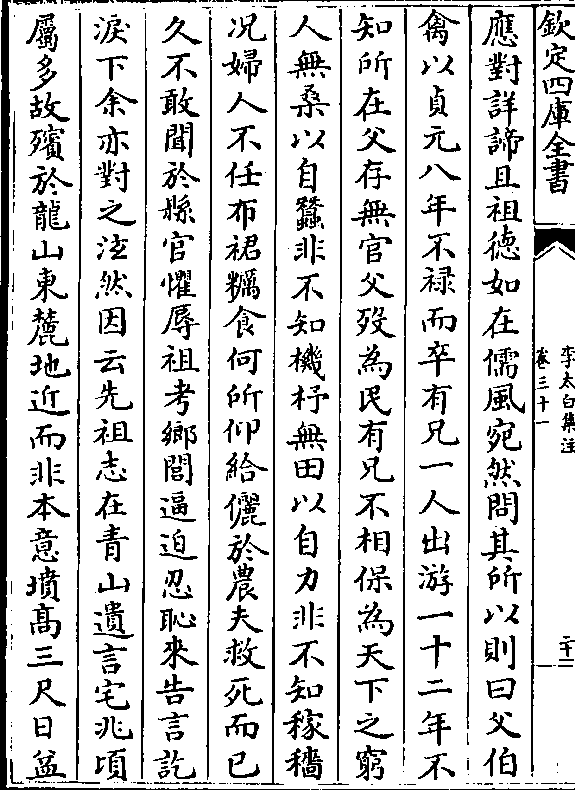 欽定四庫全書
李太白集注
卷三十一
二十二
應對詳諦且祖徳如在儒風宛然問其所以則曰父伯
禽以貞元八年不禄而卒有兄一人出游一十二年不
知所在父存無官父殁為民有兄不相保為天下之窮
人無桑以自蠶非不知機杼無田以自力非不知稼穡
况婦人不任布裙糲食何所仰給儷於農夫救死而已
久不敢聞於縣官懼辱祖考鄉閭逼迫忍恥來告言訖
淚下余亦對之泫然因云先祖志在青山遺言宅兆頃
屬多故殯於龍山東麓地近而非本意墳髙三尺日益